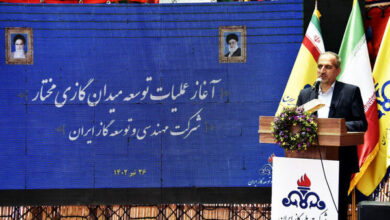 آغاز عملیات توسعه میدان گازی مختار
شرکت مهندسی و توسعه گاز ایران
۲۶ تیر ۱۴۰۲